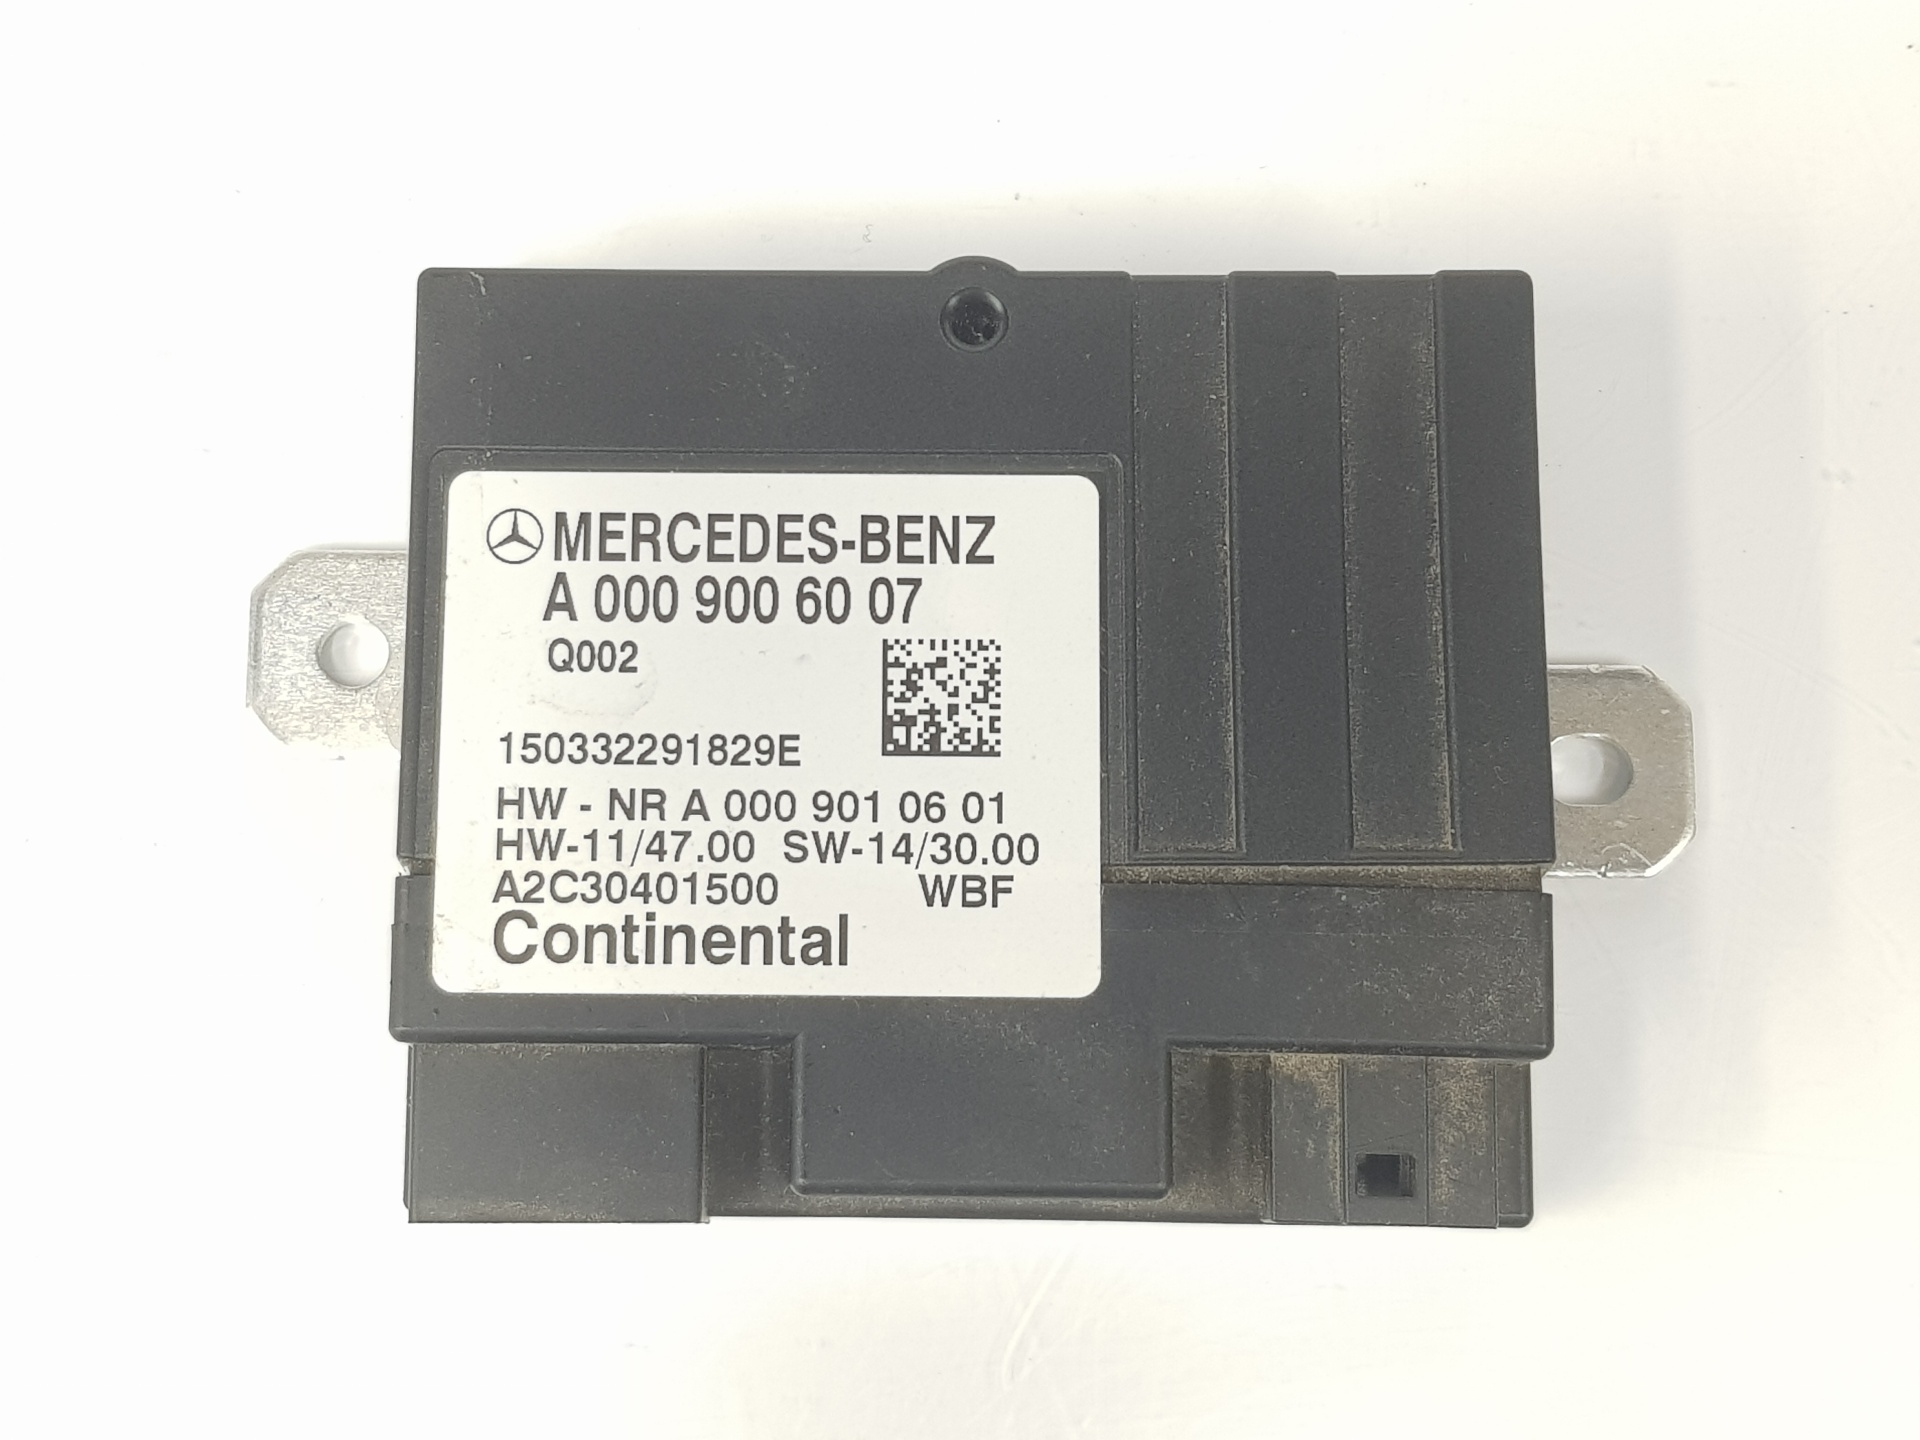 MERCEDES-BENZ
A 000 900 60 07
Q002
150332291829E
HW - NR A 000 901 06 01
HW-11/47.00 SW-14/30.00
A2C30401500 WBF
Continental